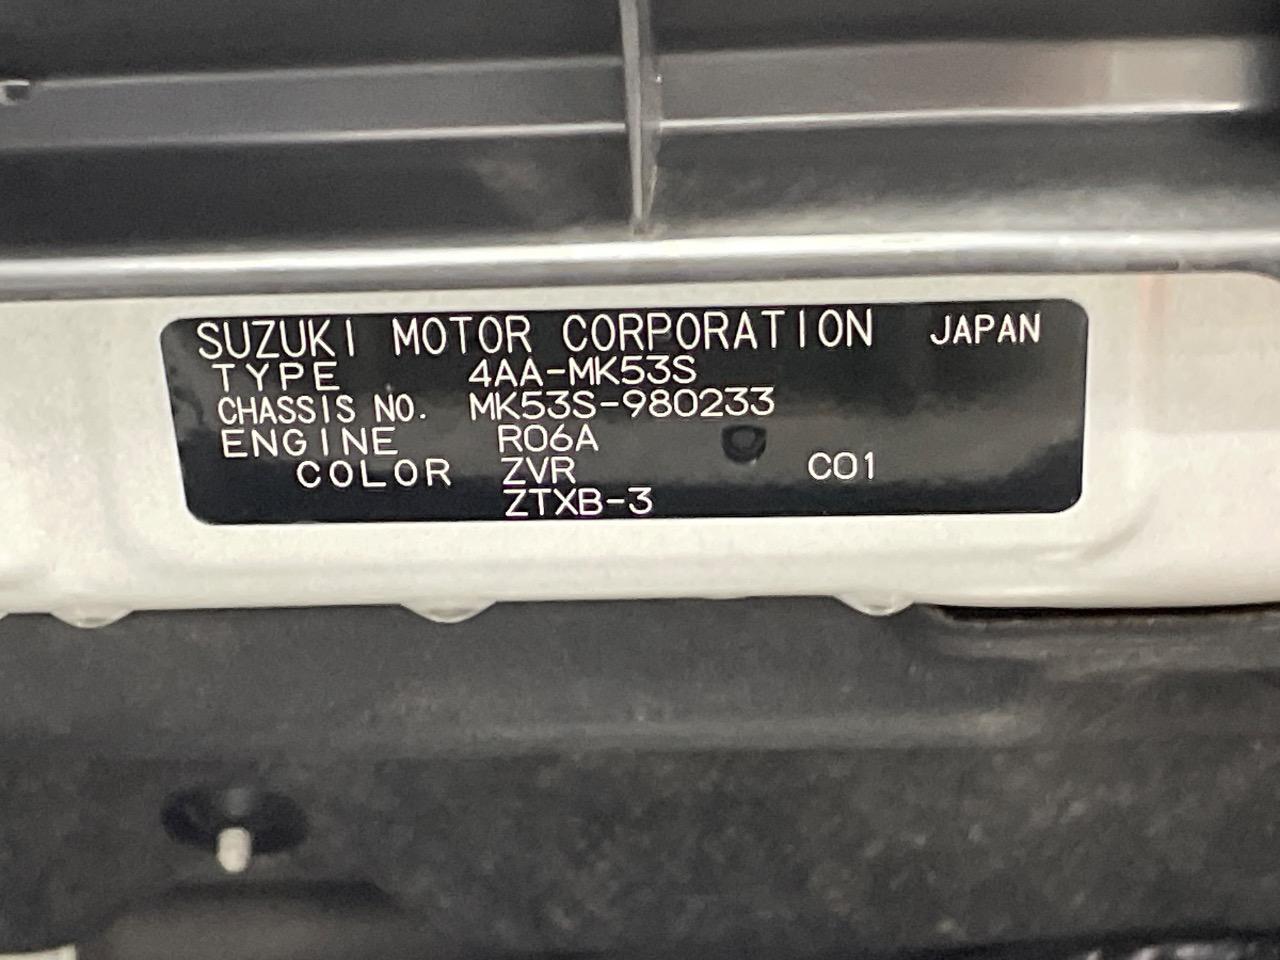 SUZUKI MOTOR CORPORATION JAPAN
TYPE 4AA-MK53S
CHASSIS NO. MK53S-980233
ENGINE R06A
COLOR ZVR C01
ZTXB-3